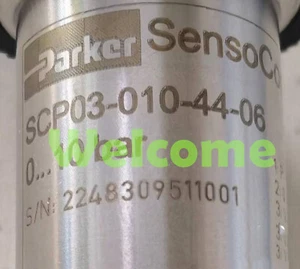 Parker SensoCo
SCP03-010-44-06
0... 10 bar
Welcome
S/N: 2248309511001